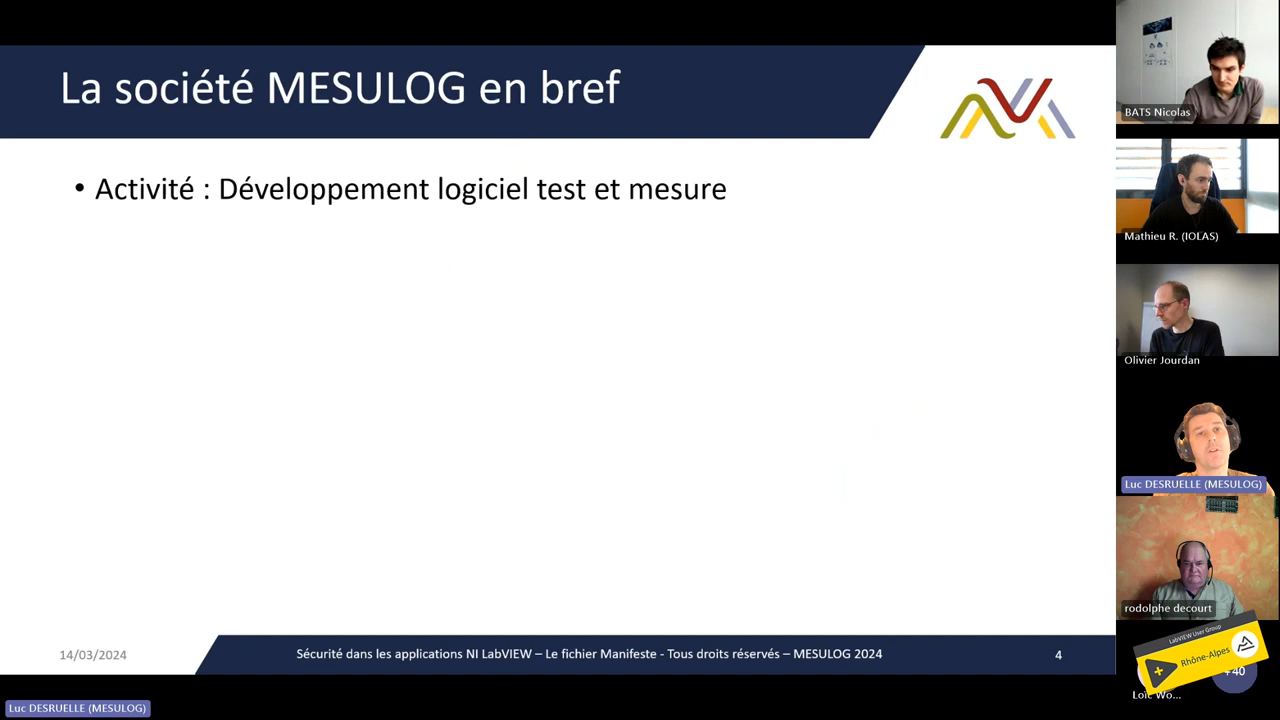 La société MESULOG en bref
• Activité : Développement logiciel test et mesure
14/03/2024
Sécurité dans les applications NI LabVIEW – Le fichier Manifeste - Tous droits réservés – MESULOG 2024
4
BATS Nicolas
Mathieu R. (IOLAS)
Olivier Jourdan
Luc DESRUELLE (MESULOG)
rodolphe decourt
LabVIEW User Group
Rhône-Alpes
+40
Loïc Wo...
Luc DESRUELLE (MESULOG)